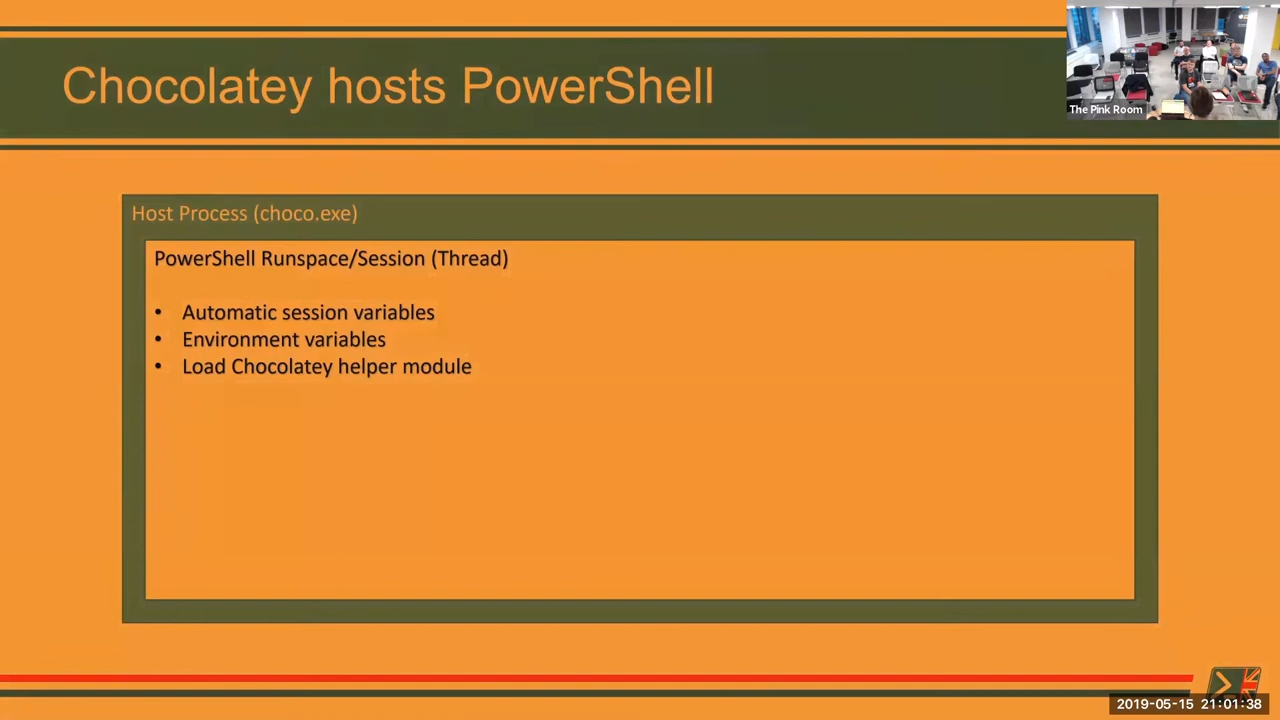 Chocolatey hosts PowerShell
The Pink Room
Host Process (choco.exe)
PowerShell Runspace/Session (Thread)
• Automatic session variables
• Environment variables
• Load Chocolatey helper module
2019-05-15 21:01:38